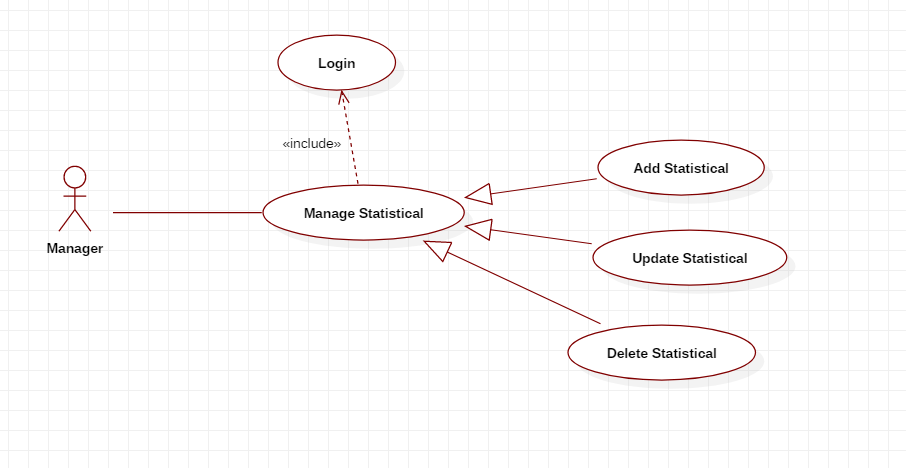 Login
«include»
Add Statistical
Manage Statistical
Manager
Update Statistical
Delete Statistical